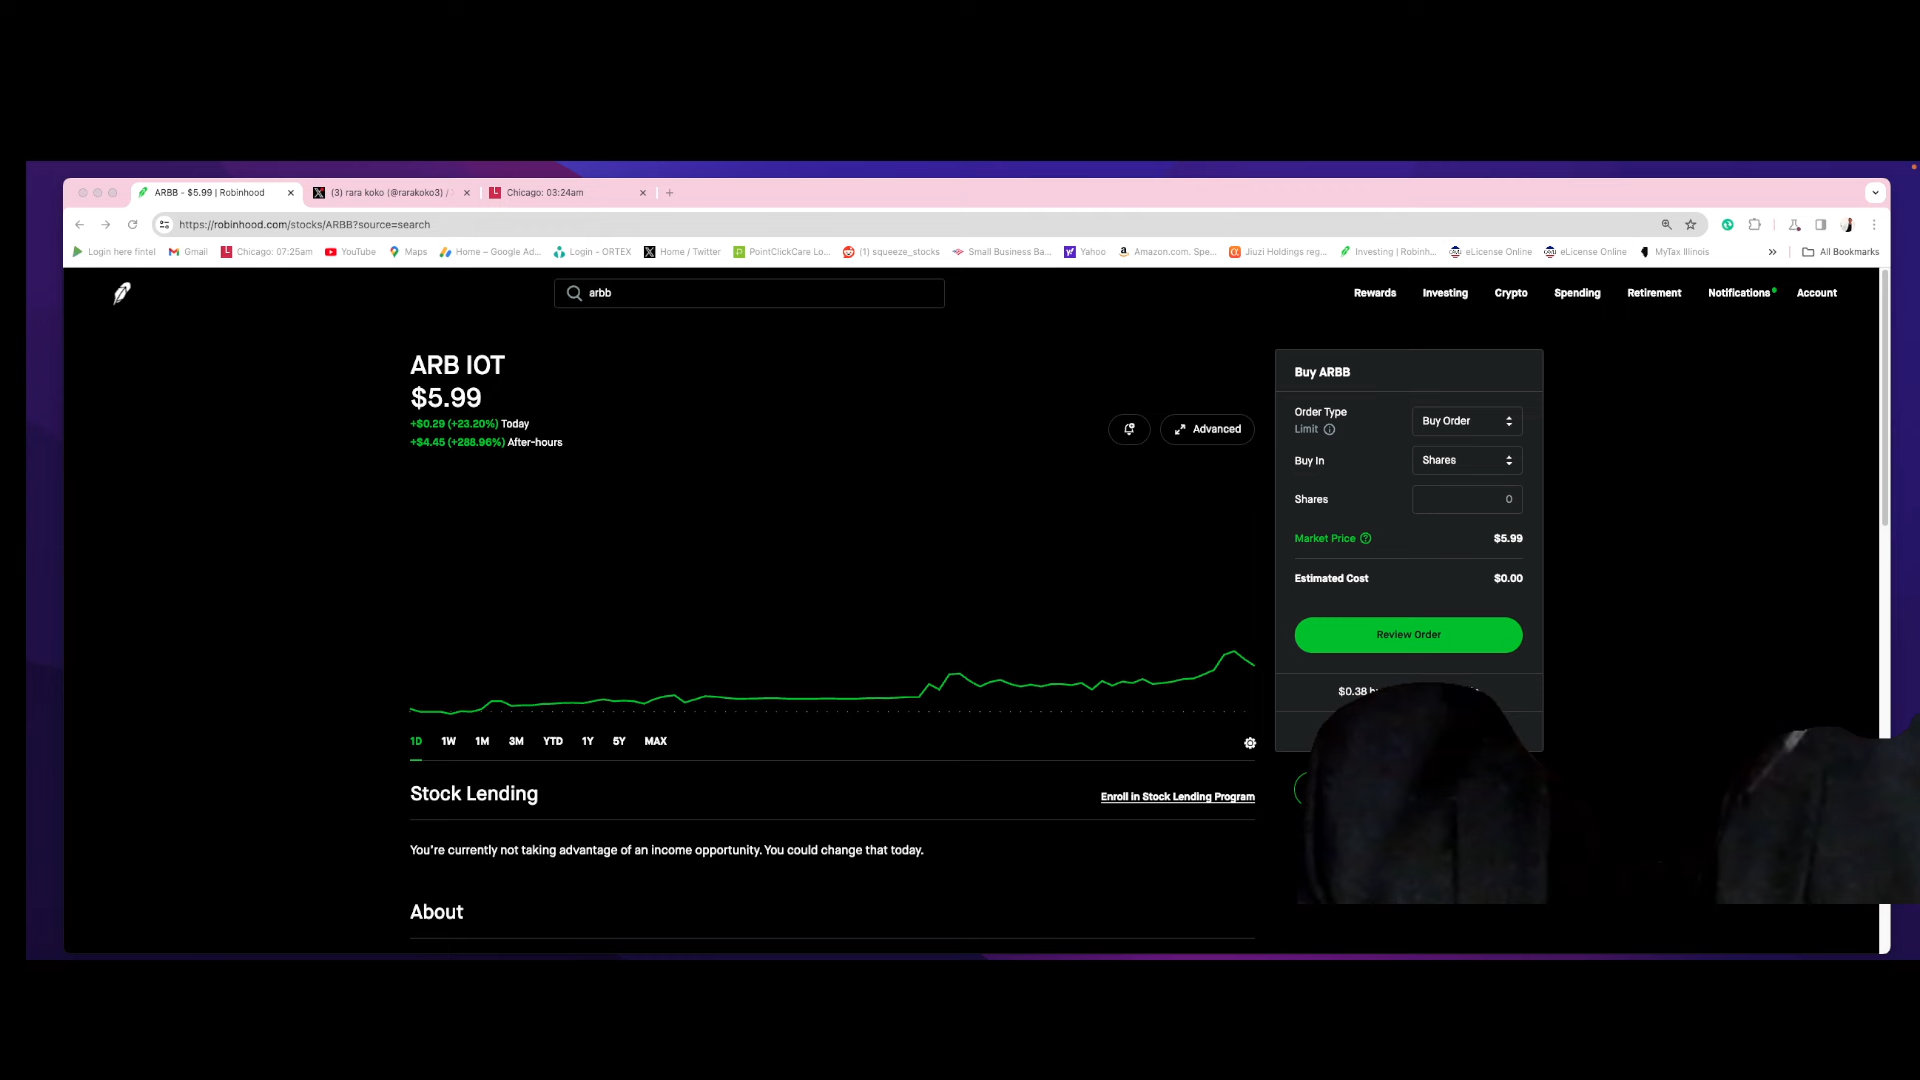 ARBB - $5.99 | Robinhood
(3) rara koko (@rarakoko3) /
Chicago: 03:24am
https://robinhood.com/stocks/ARBB?source=search
Login here fintel
Gmail
Chicago: 07:25am
YouTube
Maps
Home – Google Ad...
Login - ORTEX
Home / Twitter
PointClickCare Lo...
(1) squeeze_stocks
Small Business Ba...
Yahoo
Amazon.com. Spe...
Jiuzi Holdings reg...
Investing | Robinh...
eLicense Online
eLicense Online
MyTax Illinois
All Bookmarks
arbb
Rewards
Investing
Crypto
Spending
Retirement
Notifications
Account
ARB IOT
$5.99
+$0.29 (+23.20%) Today
+$4.45 (+288.96%) After-hours
Advanced
1D 1W 1M 3M YTD 1Y 5Y MAX
Stock Lending
Enroll in Stock Lending Program
You're currently not taking advantage of an income opportunity. You could change that today.
About
Buy ARBB
Order Type
Limit
Buy Order
Buy In
Shares
Shares
0
Market Price
$5.99
Estimated Cost
$0.00
Review Order
$0.38